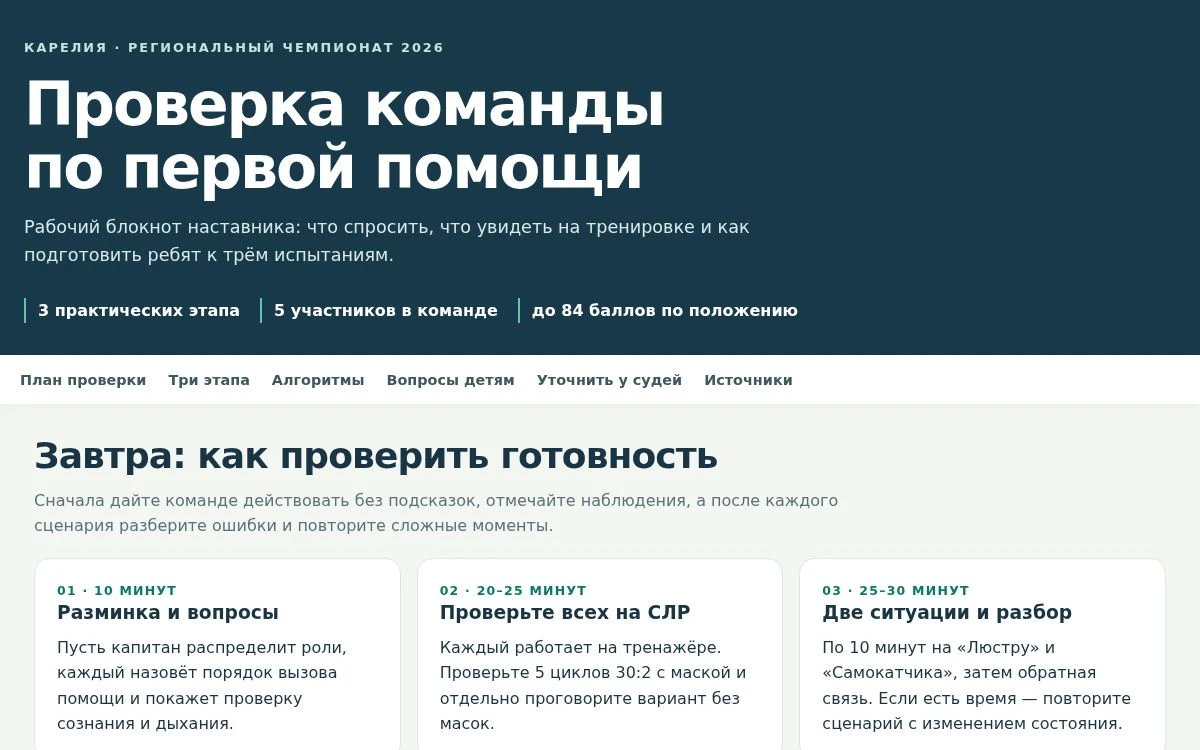 КАРЕЛИЯ · РЕГИОНАЛЬНЫЙ ЧЕМПИОНАТ 2026
Проверка команды
по первой помощи
Рабочий блокнот наставника: что спросить, что увидеть на тренировке и как
подготовить ребят к трём испытаниям.
3 практических этапа
5 участников в команде
до 84 баллов по положению
План проверки
Три этапа
Алгоритмы
Вопросы детям
Уточнить у судей
Источники
Завтра: как проверить готовность
Сначала дайте команде действовать без подсказок, отмечайте наблюдения, а после каждого
сценария разберите ошибки и повторите сложные моменты.
01 · 10 МИНУТ
Разминка и вопросы
Пусть капитан распределит роли,
каждый назовёт порядок вызова
помощи и покажет проверку
сознания и дыхания.
02 · 20–25 МИНУТ
Проверьте всех на СЛР
Каждый работает на тренажёре.
Проверьте 5 циклов 30:2 с маской и
отдельно проговорите вариант без
масок.
03 · 25–30 МИНУТ
Две ситуации и разбор
По 10 минут на «Люстру» и
«Самокатчика», затем обратная
связь. Если есть время — повторите
сценарий с изменением состояния.